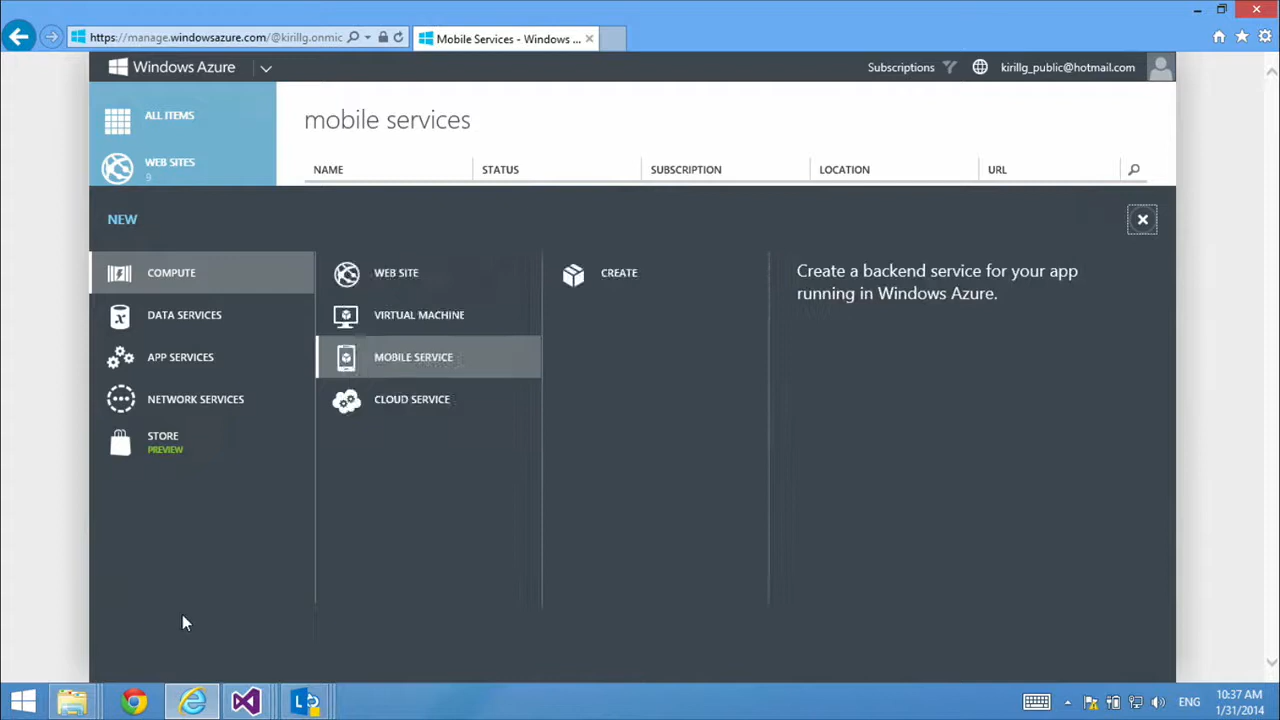 https://manage.windowsazure.com/@kirillg.onmic
Mobile Services - Windows ...
Windows Azure
Subscriptions
kirillg_public@hotmail.com
ALL ITEMS
WEB SITES
9
mobile services
NAME
STATUS
SUBSCRIPTION
LOCATION
URL
NEW
COMPUTE
DATA SERVICES
APP SERVICES
NETWORK SERVICES
STORE
PREVIEW
WEB SITE
VIRTUAL MACHINE
MOBILE SERVICE
CLOUD SERVICE
CREATE
Create a backend service for your app
running in Windows Azure.
ENG
10:37 AM
1/31/2014